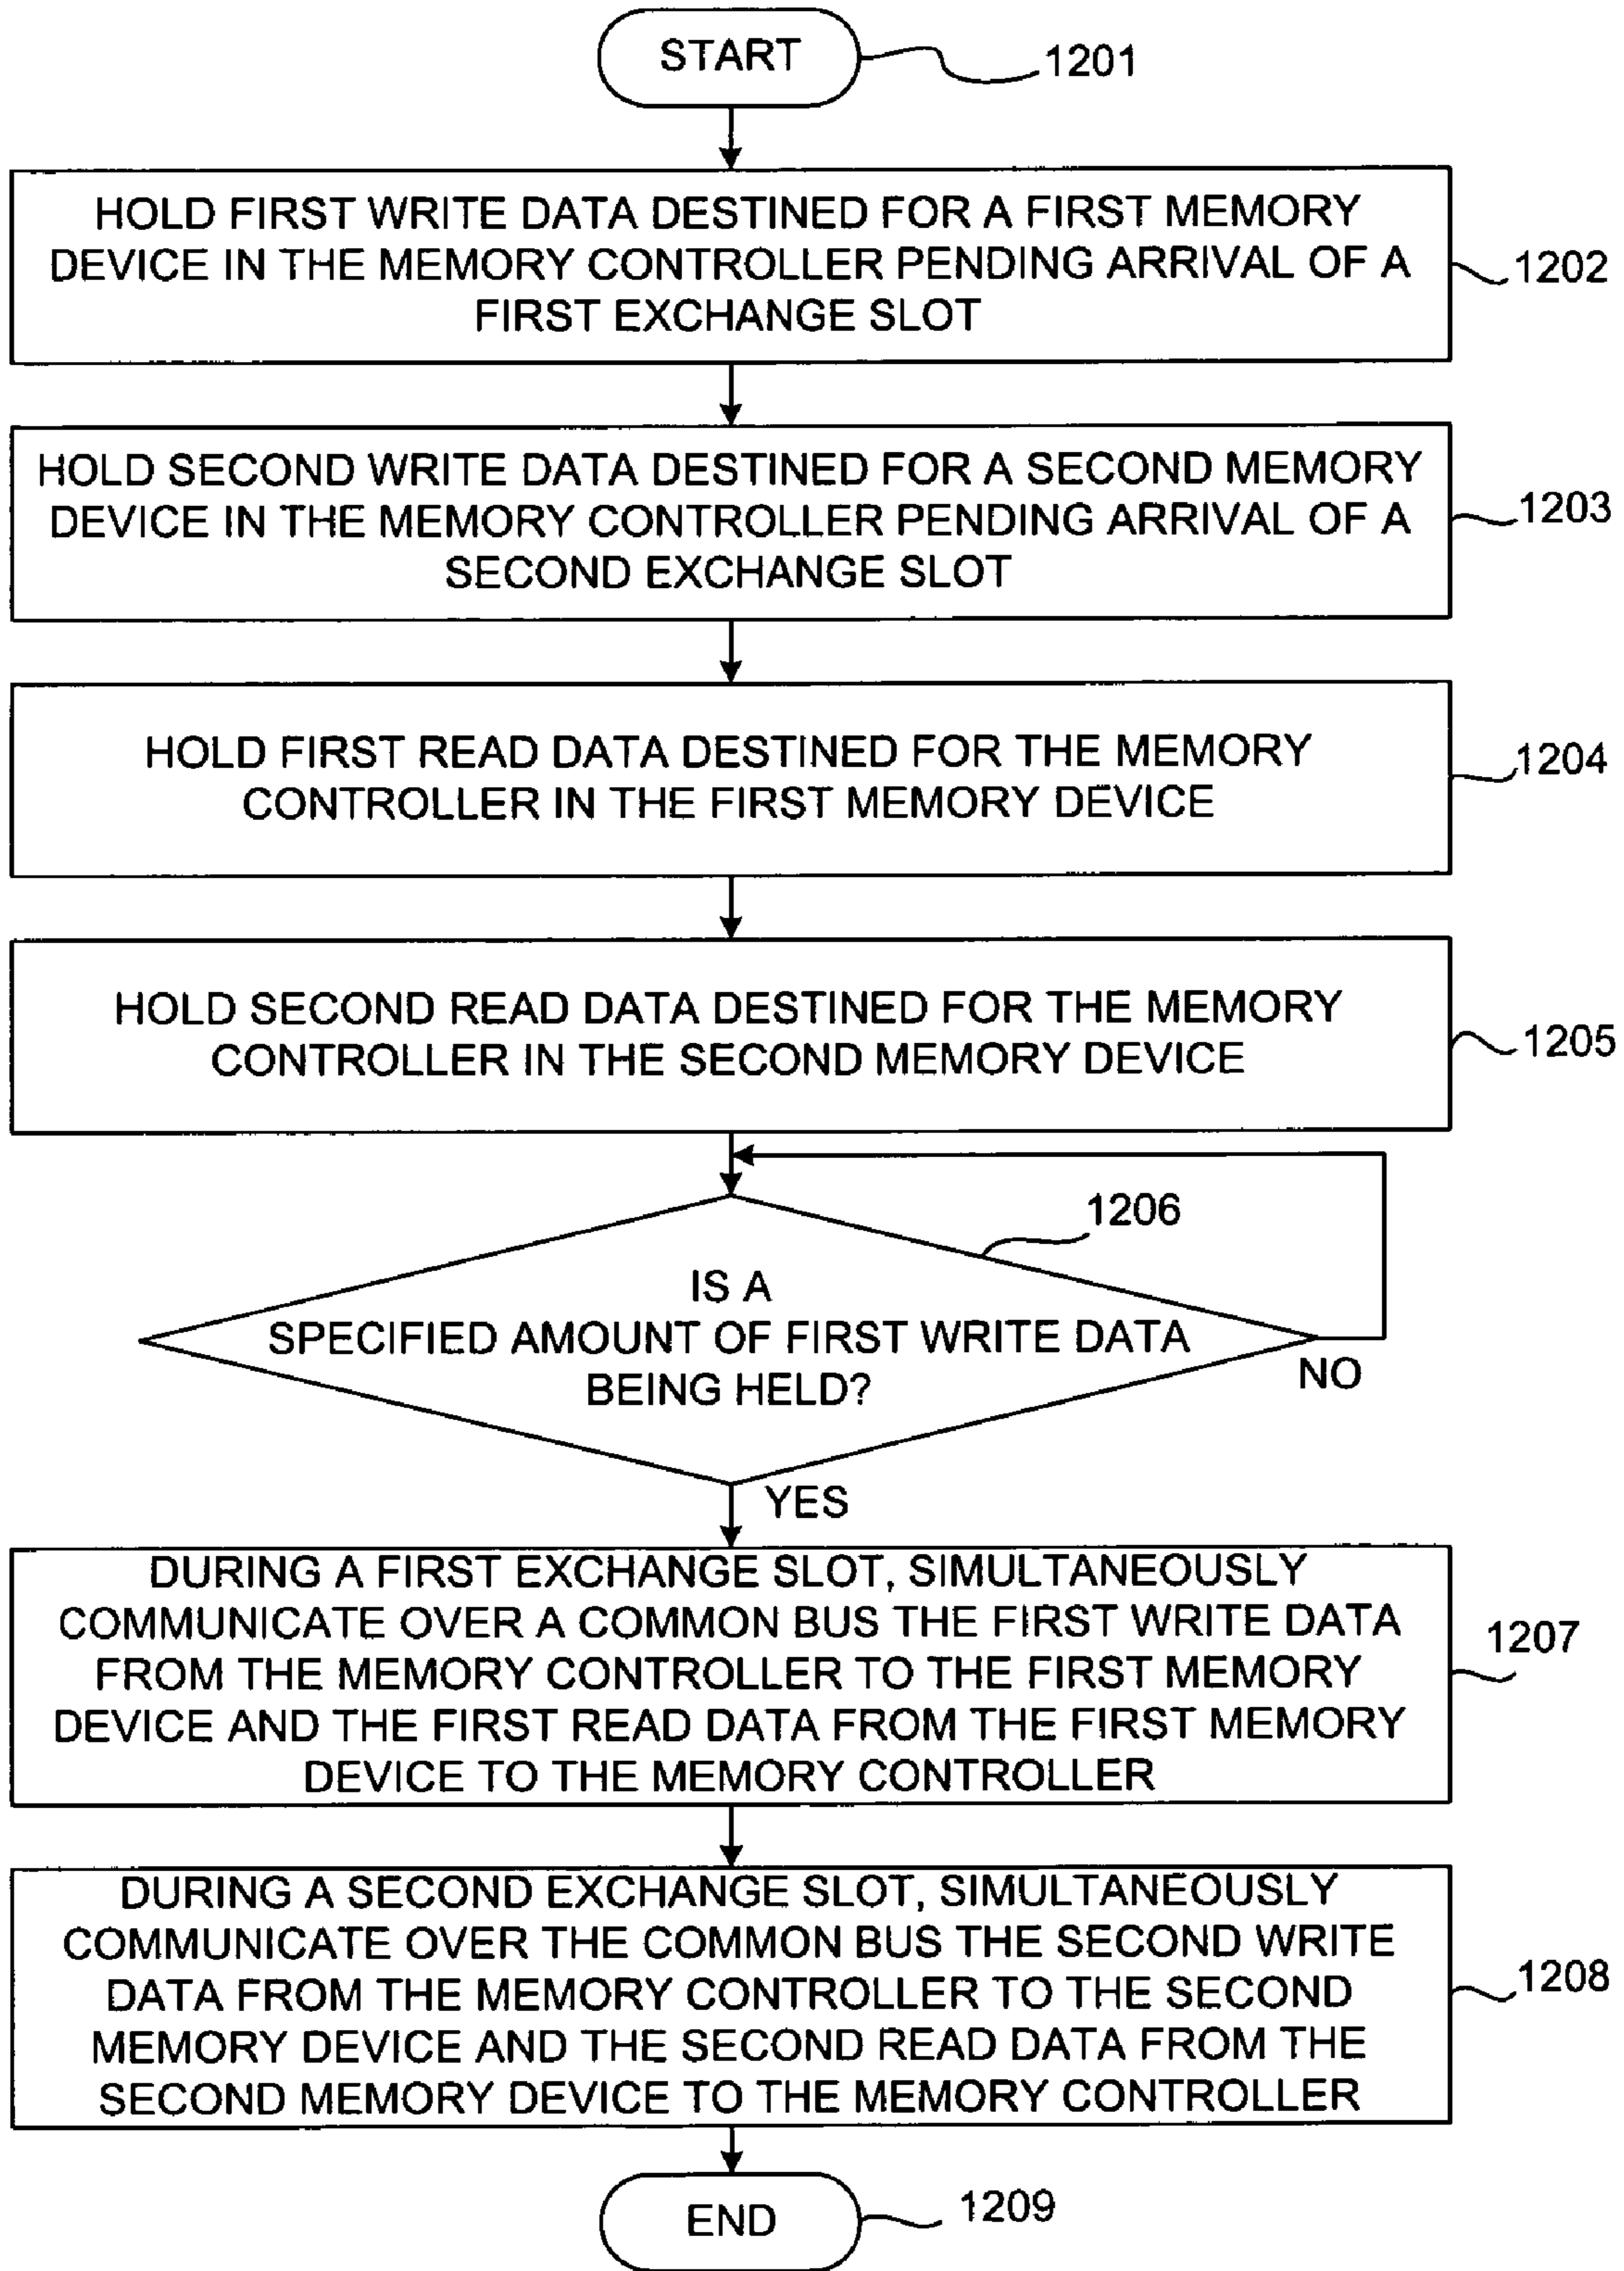 START
1201
HOLD FIRST WRITE DATA DESTINED FOR A FIRST MEMORY
DEVICE IN THE MEMORY CONTROLLER PENDING ARRIVAL OF A
FIRST EXCHANGE SLOT
1202
HOLD SECOND WRITE DATA DESTINED FOR A SECOND MEMORY
DEVICE IN THE MEMORY CONTROLLER PENDING ARRIVAL OF A
SECOND EXCHANGE SLOT
1203
HOLD FIRST READ DATA DESTINED FOR THE MEMORY
CONTROLLER IN THE FIRST MEMORY DEVICE
1204
HOLD SECOND READ DATA DESTINED FOR THE MEMORY
CONTROLLER IN THE SECOND MEMORY DEVICE
1205
1206
IS A
SPECIFIED AMOUNT OF FIRST WRITE DATA
BEING HELD?
NO
YES
DURING A FIRST EXCHANGE SLOT, SIMULTANEOUSLY
COMMUNICATE OVER A COMMON BUS THE FIRST WRITE DATA
FROM THE MEMORY CONTROLLER TO THE FIRST MEMORY
DEVICE AND THE FIRST READ DATA FROM THE FIRST MEMORY
DEVICE TO THE MEMORY CONTROLLER
1207
DURING A SECOND EXCHANGE SLOT, SIMULTANEOUSLY
COMMUNICATE OVER THE COMMON BUS THE SECOND WRITE
DATA FROM THE MEMORY CONTROLLER TO THE SECOND
MEMORY DEVICE AND THE SECOND READ DATA FROM THE
SECOND MEMORY DEVICE TO THE MEMORY CONTROLLER
1208
END
1209